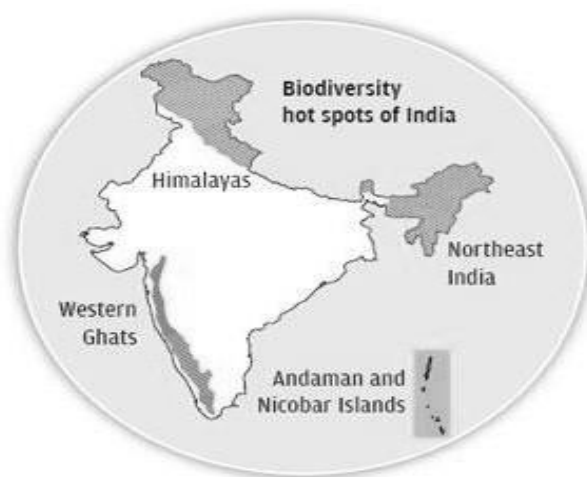 Biodiversity
hot spots of India
Himalayas
Northeast
India
Western
Ghats
Andaman and
Nicobar Islands